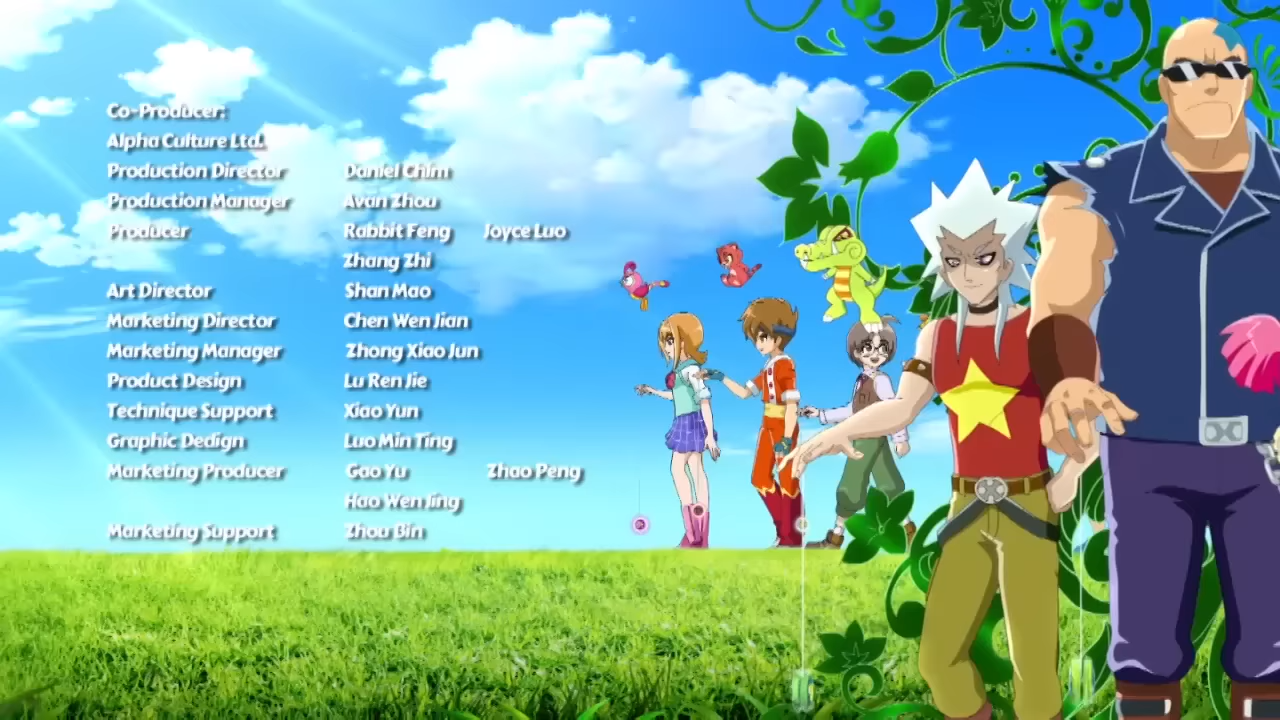 Co-Producer:
Alpha Culture Ltd.
Production Director Daniel Chim
Production Manager Avan Zhou
Producer Rabbit Feng Joyce Luo
Zhang Zhi
Art Director Shan Mao
Marketing Director Chen Wen Jian
Marketing Manager Zhong Xiao Jun
Product Design Lu Ren Jie
Technique Support Xiao Yun
Graphic Dedign Luo Min Ting
Marketing Producer Gao Yu Zhao Peng
Hao Wen Jing
Marketing Support Zhou Bin